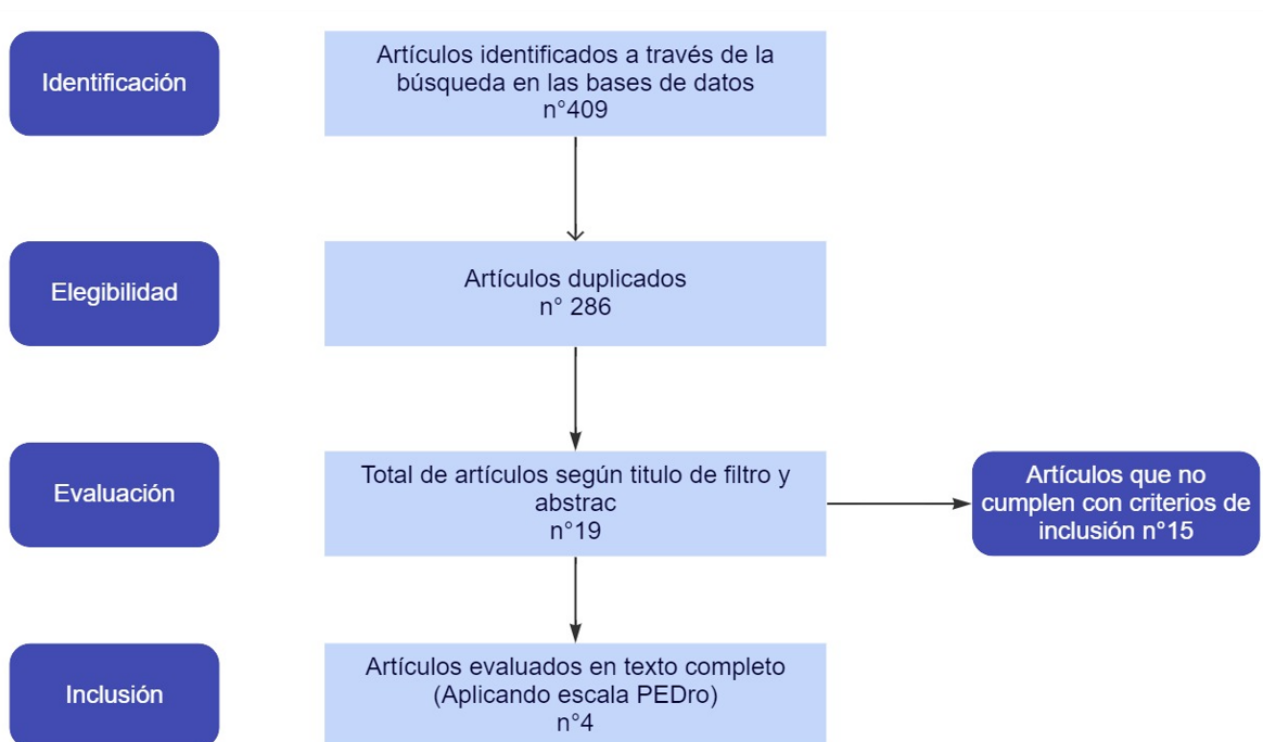 Identificación
Artículos identificados a través de la
búsqueda en las bases de datos
n°409
Elegibilidad
Artículos duplicados
n° 286
Evaluación
Total de artículos según titulo de filtro y
abstrac
n°19
Artículos que no
cumplen con criterios de
inclusión n°15
Inclusión
Artículos evaluados en texto completo
(Aplicando escala PEDro)
n°4